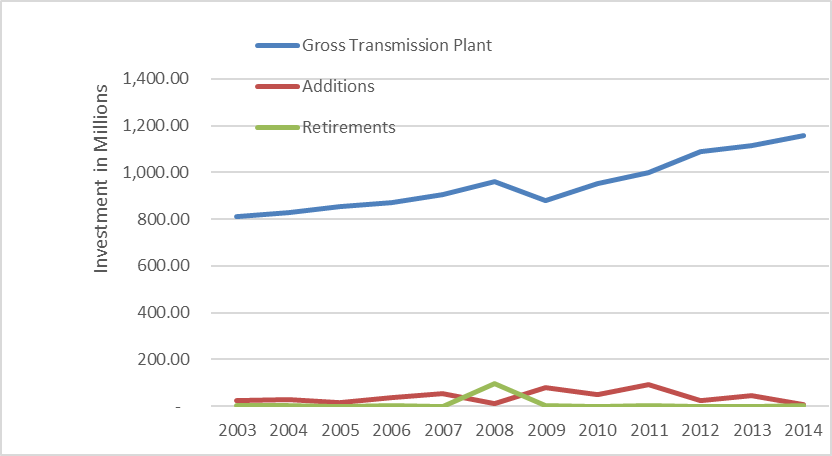 Gross Transmission Plant
Additions
Retirements
Investment in Millions
1,400.00
1,200.00
1,000.00
800.00
600.00
400.00
200.00
-
2003 2004 2005 2006 2007 2008 2009 2010 2011 2012 2013 2014